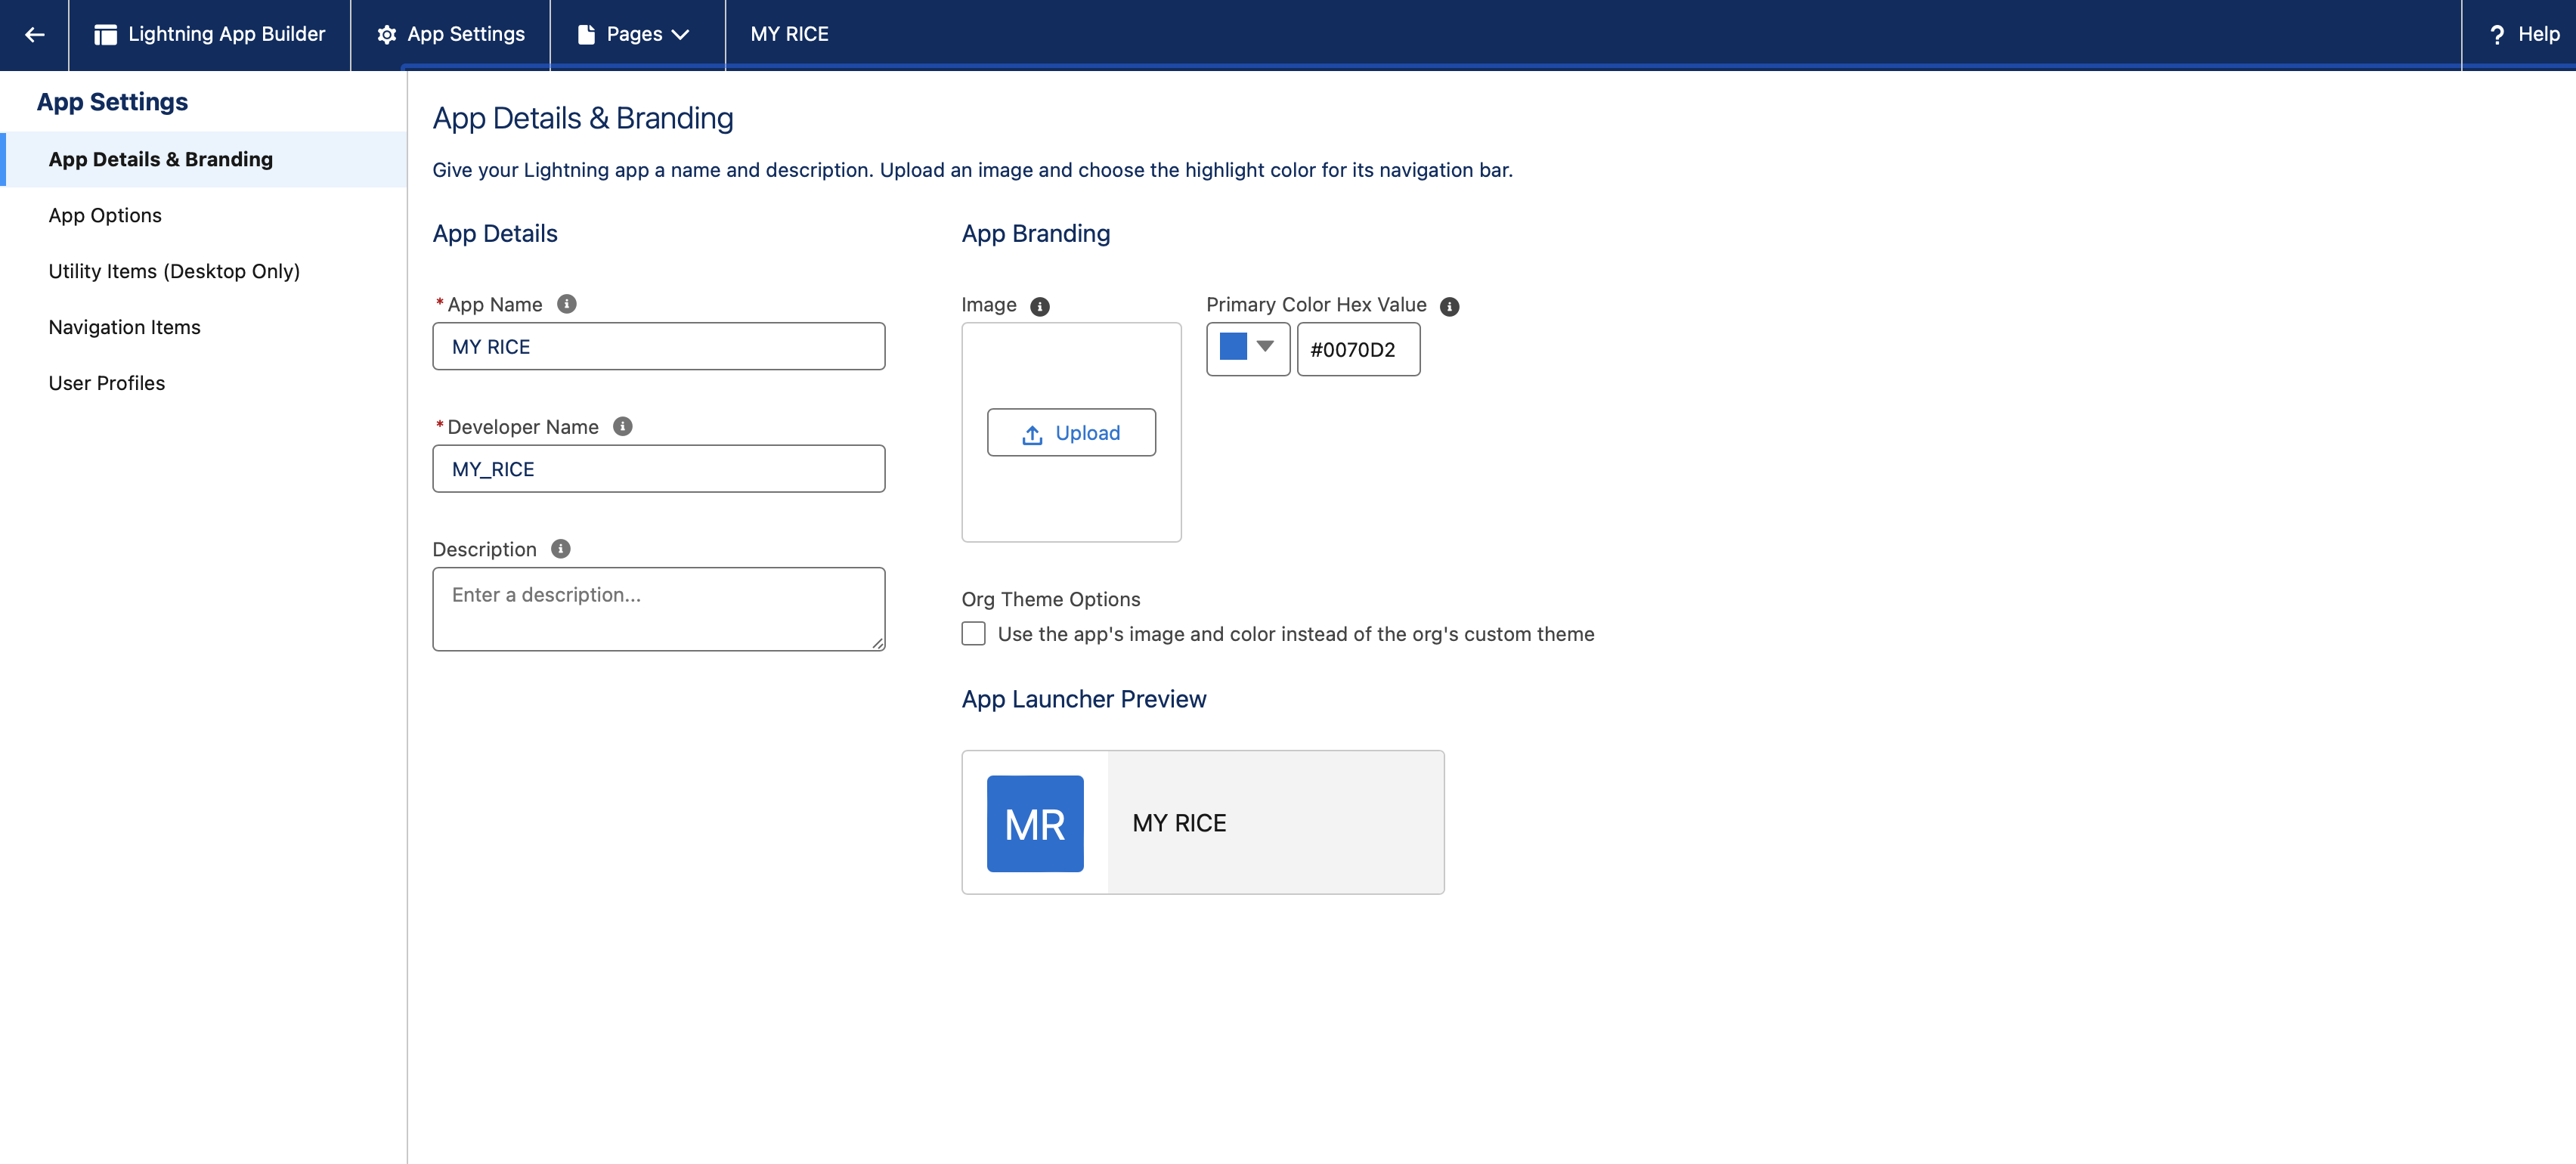 Lightning App Builder
App Settings
Pages
MY RICE
? Help
App Settings
App Details & Branding
App Options
Utility Items (Desktop Only)
Navigation Items
User Profiles
App Details & Branding
Give your Lightning app a name and description. Upload an image and choose the highlight color for its navigation bar.
App Details
* App Name
MY RICE
* Developer Name
MY_RICE
Description
Enter a description...
App Branding
Image
Upload
Primary Color Hex Value
#0070D2
Org Theme Options
Use the app's image and color instead of the org's custom theme
App Launcher Preview
MR
MY RICE